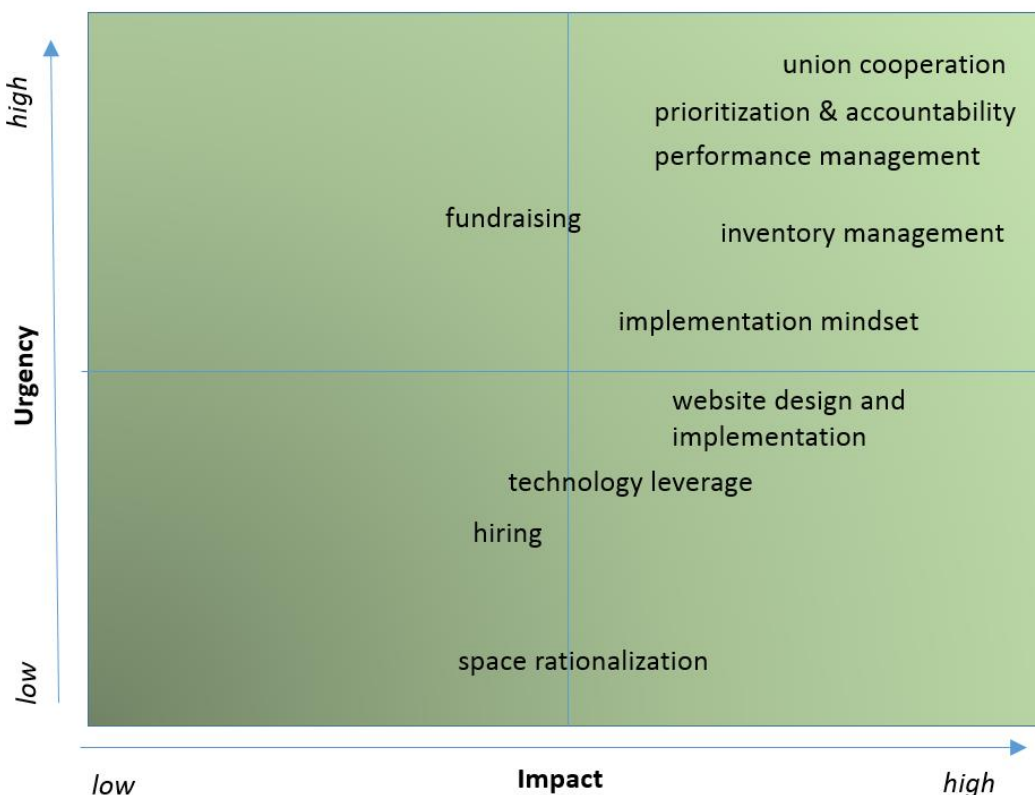 high
union cooperation
prioritization & accountability
performance management
fundraising
inventory management
implementation mindset
Urgency
website design and
implementation
technology leverage
hiring
space rationalization
low
low
Impact
high